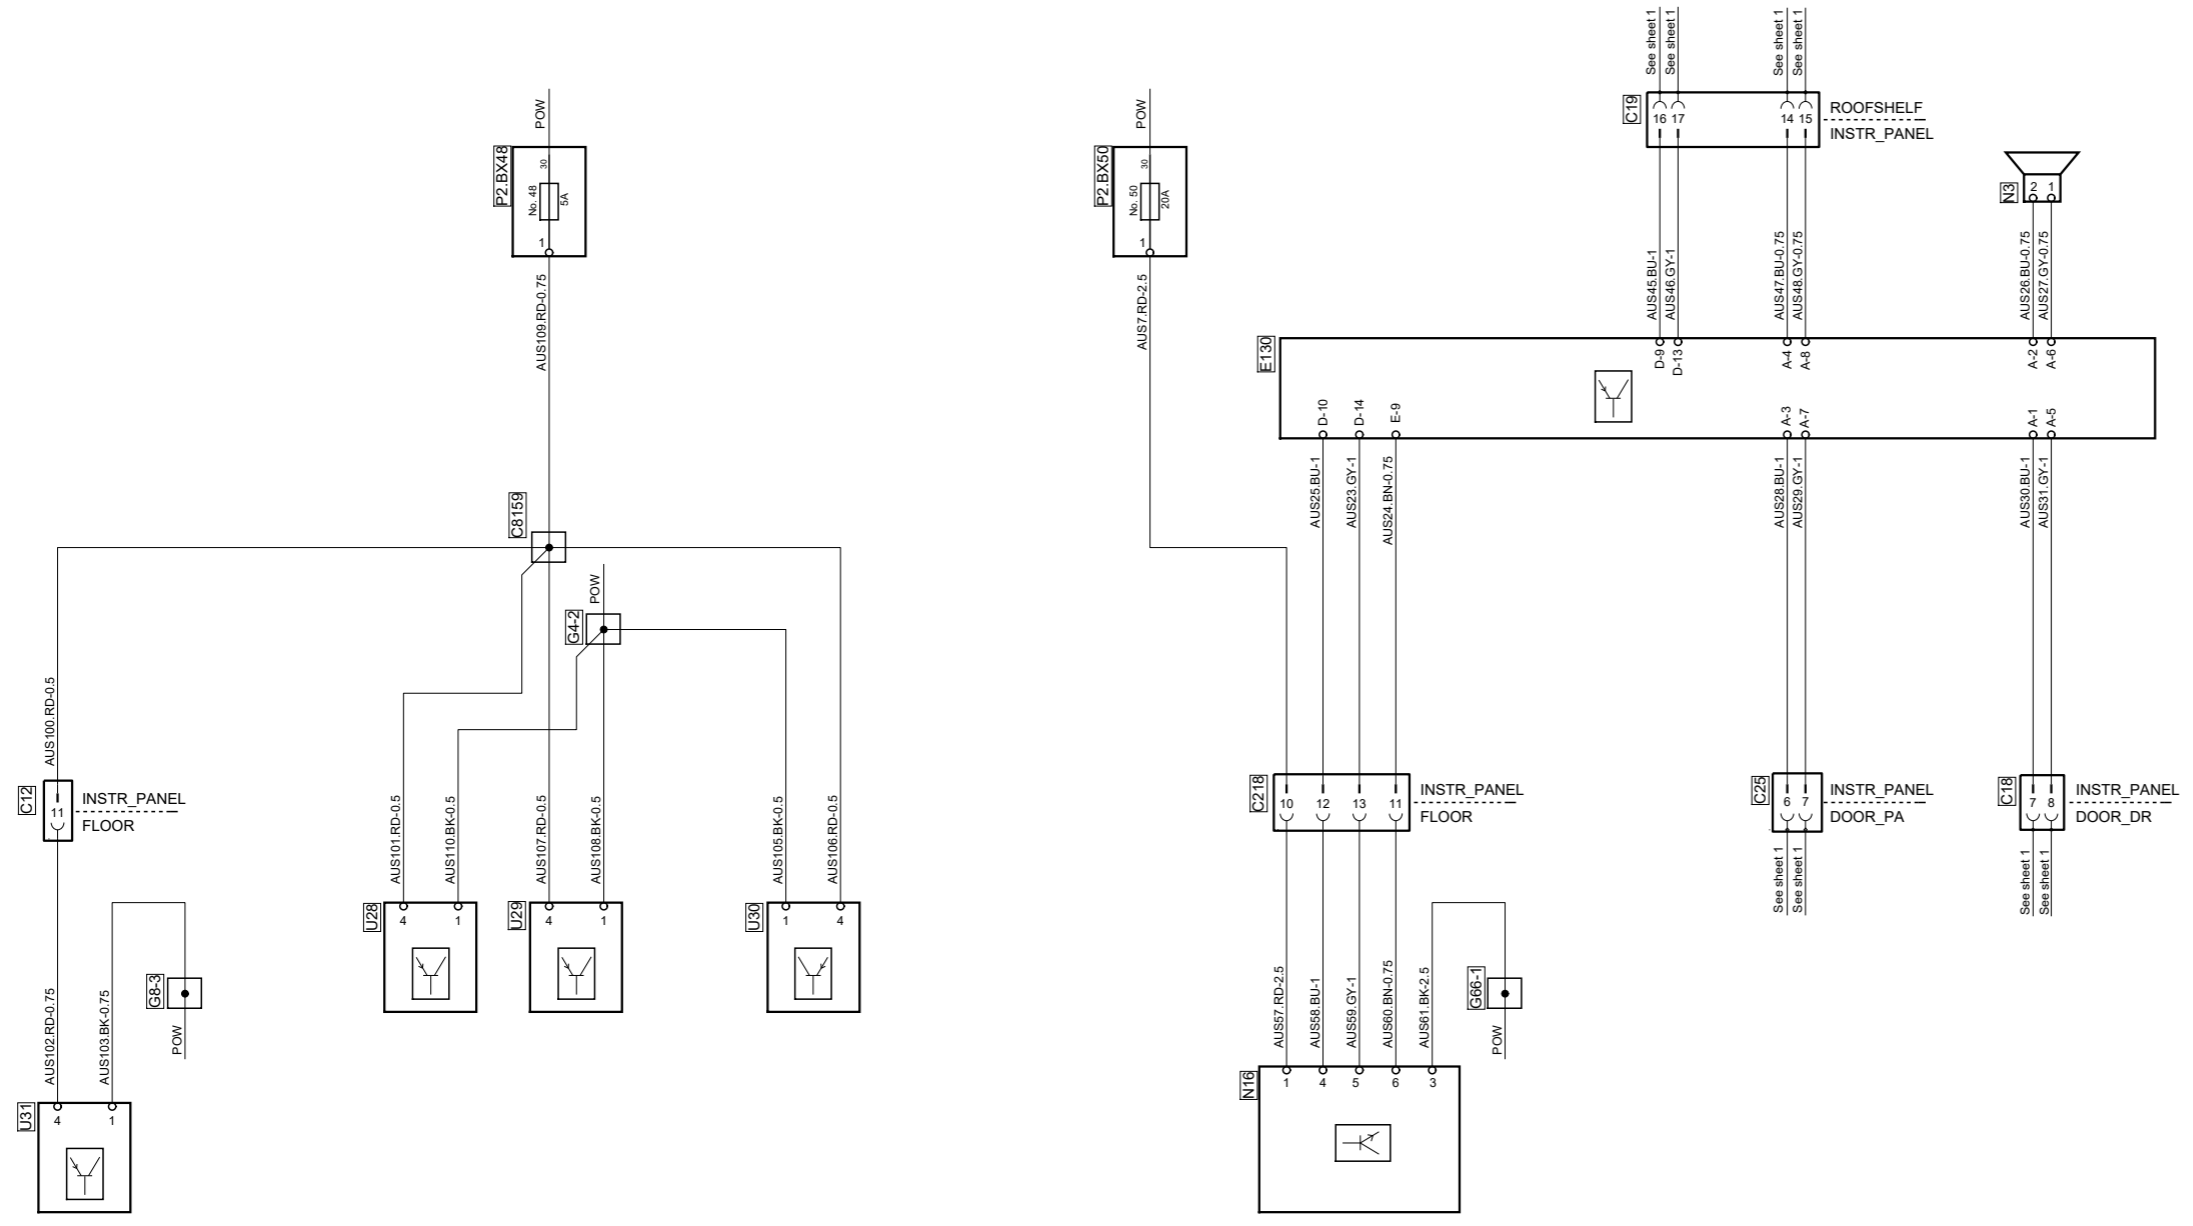 See sheet 1
See sheet 1
See sheet 1
See sheet 1
C19
16 17
14 15
ROOFSHELF
INSTR_PANEL
POW
P2.BX48
30
No. 48
5A
1
AUS109.RD-0.75
POW
P2.BX50
30
No. 50
20A
1
AUS7.RD-2.5
N3
2 1
AUS45.BU-1
AUS46.GY-1
AUS47.BU-0.75
AUS48.GY-0.75
AUS26.BU-0.75
AUS27.GY-0.75
E130
D-9
D-13
A-4
A-8
A-2
A-6
D-10
D-14
E-9
A-3
A-7
A-1
A-5
AUS25.BU-1
AUS23.GY-1
AUS24.BN-0.75
AUS28.BU-1
AUS29.GY-1
AUS30.BU-1
AUS31.GY-1
C8159
POW
G4-2
AUS100.RD-0.5
C12
11
INSTR_PANEL
FLOOR
AUS101.RD-0.5
AUS110.BK-0.5
AUS107.RD-0.5
AUS108.BK-0.5
AUS105.BK-0.5
AUS106.RD-0.5
U28
4 1
U29
4 1
U30
1 4
C218
10 12 13 11
INSTR_PANEL
FLOOR
C25
6 7
INSTR_PANEL
DOOR_PA
See sheet 1
See sheet 1
C18
7 8
INSTR_PANEL
DOOR_DR
See sheet 1
See sheet 1
AUS102.RD-0.75
AUS103.BK-0.75
G8-3
POW
U31
4 1
AUS57.RD-2.5
AUS58.BU-1
AUS59.GY-1
AUS60.BN-0.75
AUS61.BK-2.5
G66-1
POW
N16
1 4 5 6 3